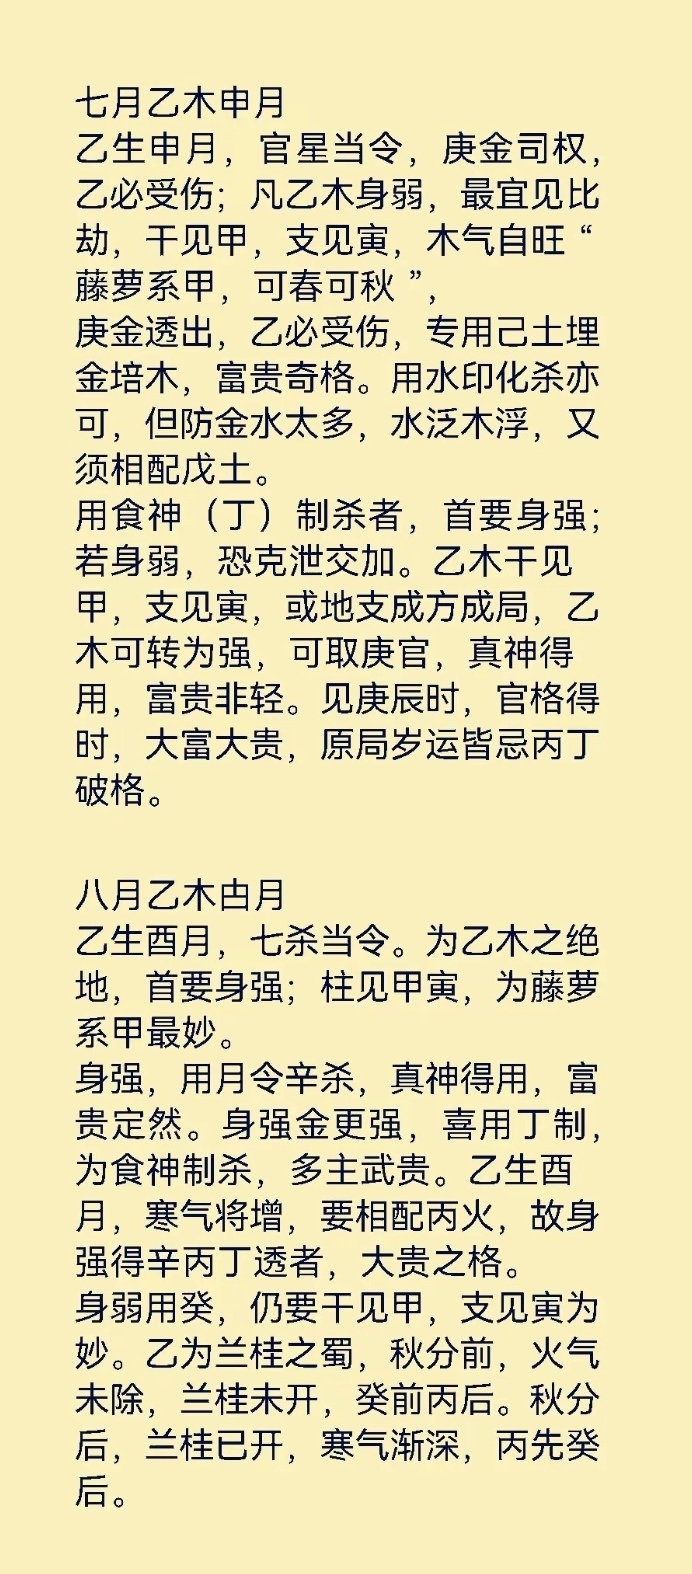 七月乙木申月
乙生申月，官星当令，庚金司权，
乙必受伤；凡乙木身弱，最宜见比
劫，干见甲，支见寅，木气自旺“
藤萝系甲，可春可秋 ”，
庚金透出，乙必受伤，专用己土埋
金培木，富贵奇格。用水印化杀亦
可，但防金水太多，水泛木浮，又
须相配戊土。
用食神（丁）制杀者，首要身强；
若身弱，恐克泄交加。乙木干见
甲，支见寅，或地支成方成局，乙
木可转为强，可取庚官，真神得
用，富贵非轻。见庚辰时，官格得
时，大富大贵，原局岁运皆忌丙丁
破格。
八月乙木卣月
乙生酉月，七杀当令。为乙木之绝
地，首要身强；柱见甲寅，为藤萝
系甲最妙。
身强，用月令辛杀，真神得用，富
贵定然。身强金更强，喜用丁制，
为食神制杀，多主武贵。乙生酉
月，寒气将增，要相配丙火，故身
强得辛丙丁透者，大贵之格。
身弱用癸，仍要干见甲，支见寅为
妙。乙为兰桂之蜀，秋分前，火气
未除，兰桂未开，癸前丙后。秋分
后，兰桂已开，寒气渐深，丙先癸
后。